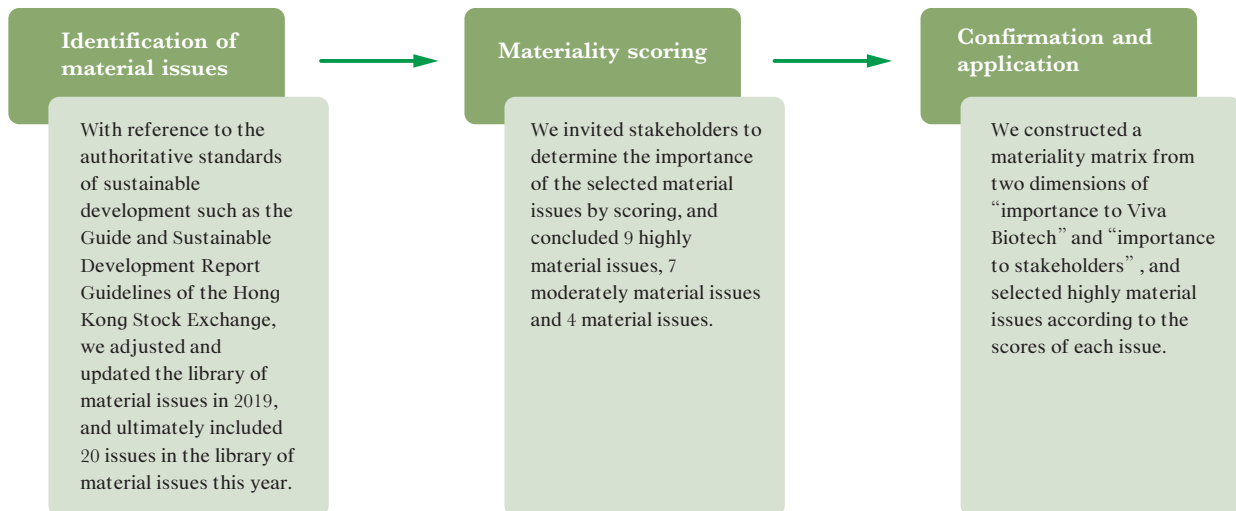 Identification of
material issues
With reference to the
authoritative standards
of sustainable
development such as the
Guide and Sustainable
Development Report
Guidelines of the Hong
Kong Stock Exchange,
we adjusted and
updated the library of
material issues in 2019,
and ultimately included
20 issues in the library of
material issues this year.
Materiality scoring
We invited stakeholders to
determine the importance
of the selected material
issues by scoring, and
concluded 9 highly
material issues, 7
moderately material issues
and 4 material issues.
Confirmation and
application
We constructed a
materiality matrix from
two dimensions of
“importance to Viva
Biotech” and “importance
to stakeholders” , and
selected highly material
issues according to the
scores of each issue.